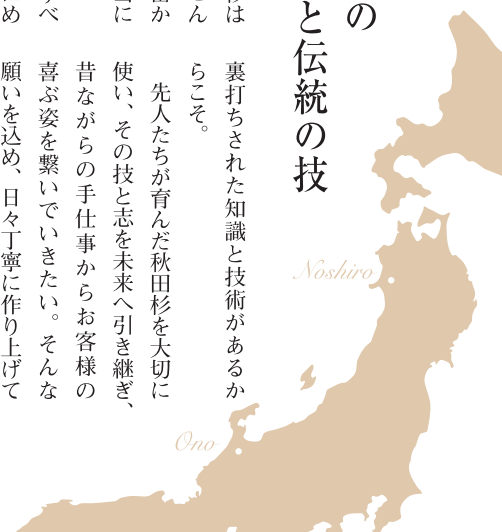 の
と伝統の技
裏打ちされた知識と技術があるか
らこそ。
先人たちが育んだ秋田杉を大切に
使い、その技と志を未来へ引き継ぎ、
昔ながらの手仕事からお客様の
喜ぶ姿を繋いでいきたい。そんな
願いを込め、日々丁寧に作り上げて
Noshiro
Ono